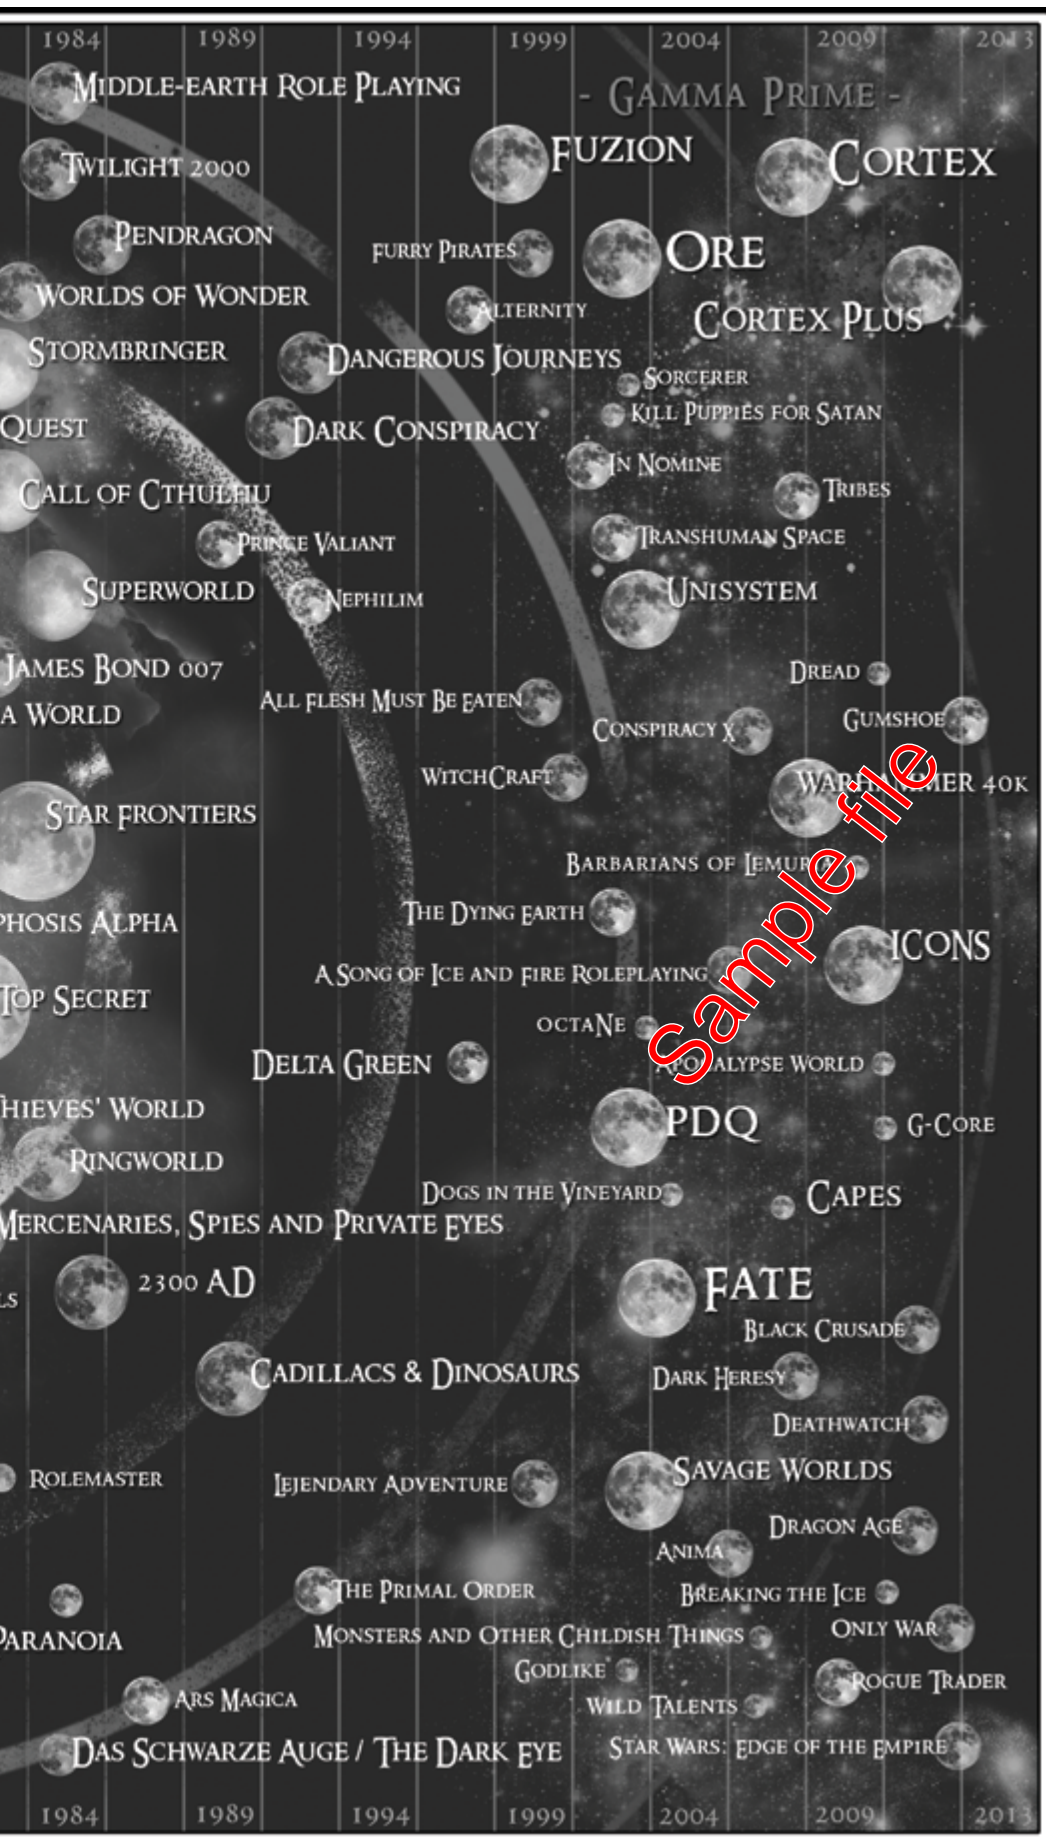 1984 1989 1994 1999 2004 2009 2013
Middle-earth Role Playing
- Gamma Prime -
Fuzion
Cortex
Twilight 2000
Pendragon
Furry Pirates
Ore
Worlds of Wonder
Alternity
Cortex Plus
Stormbringer
Dangerous Journeys
Sorcerer
Kill Puppies for Satan
Quest
Dark Conspiracy
In Nomine
Call of Cthulhu
Tribes
Prince Valiant
Transhuman Space
Superworld
Nephilim
Unisystem
James Bond 007
Dread
All Flesh Must Be Eaten
a World
Conspiracy X
Gumshoe
WitchCraft
Warhammer 40k
Star Frontiers
Barbarians of Lemuria
The Dying Earth
phosis Alpha
ICONS
A Song of Ice and Fire Roleplaying
Top Secret
octaNe
Delta Green
Apocalypse World
Sample file
hieves' World
PDQ
G-Core
Ringworld
Dogs in the Vineyard
Capes
Mercenaries, Spies and Private Eyes
2300 AD
FATE
ls
Black Crusade
Cadillacs & Dinosaurs
Dark Heresy
Deathwatch
Rolemaster
Lejendary Adventure
Savage Worlds
Dragon Age
Anima
The Primal Order
Breaking the Ice
Paranoia
Monsters and Other Childish Things
Only War
Godlike
Rogue Trader
Ars Magica
Wild Talents
Das Schwarze Auge / The Dark Eye
Star Wars: Edge of the Empire
1984 1989 1994 1999 2004 2009 2013